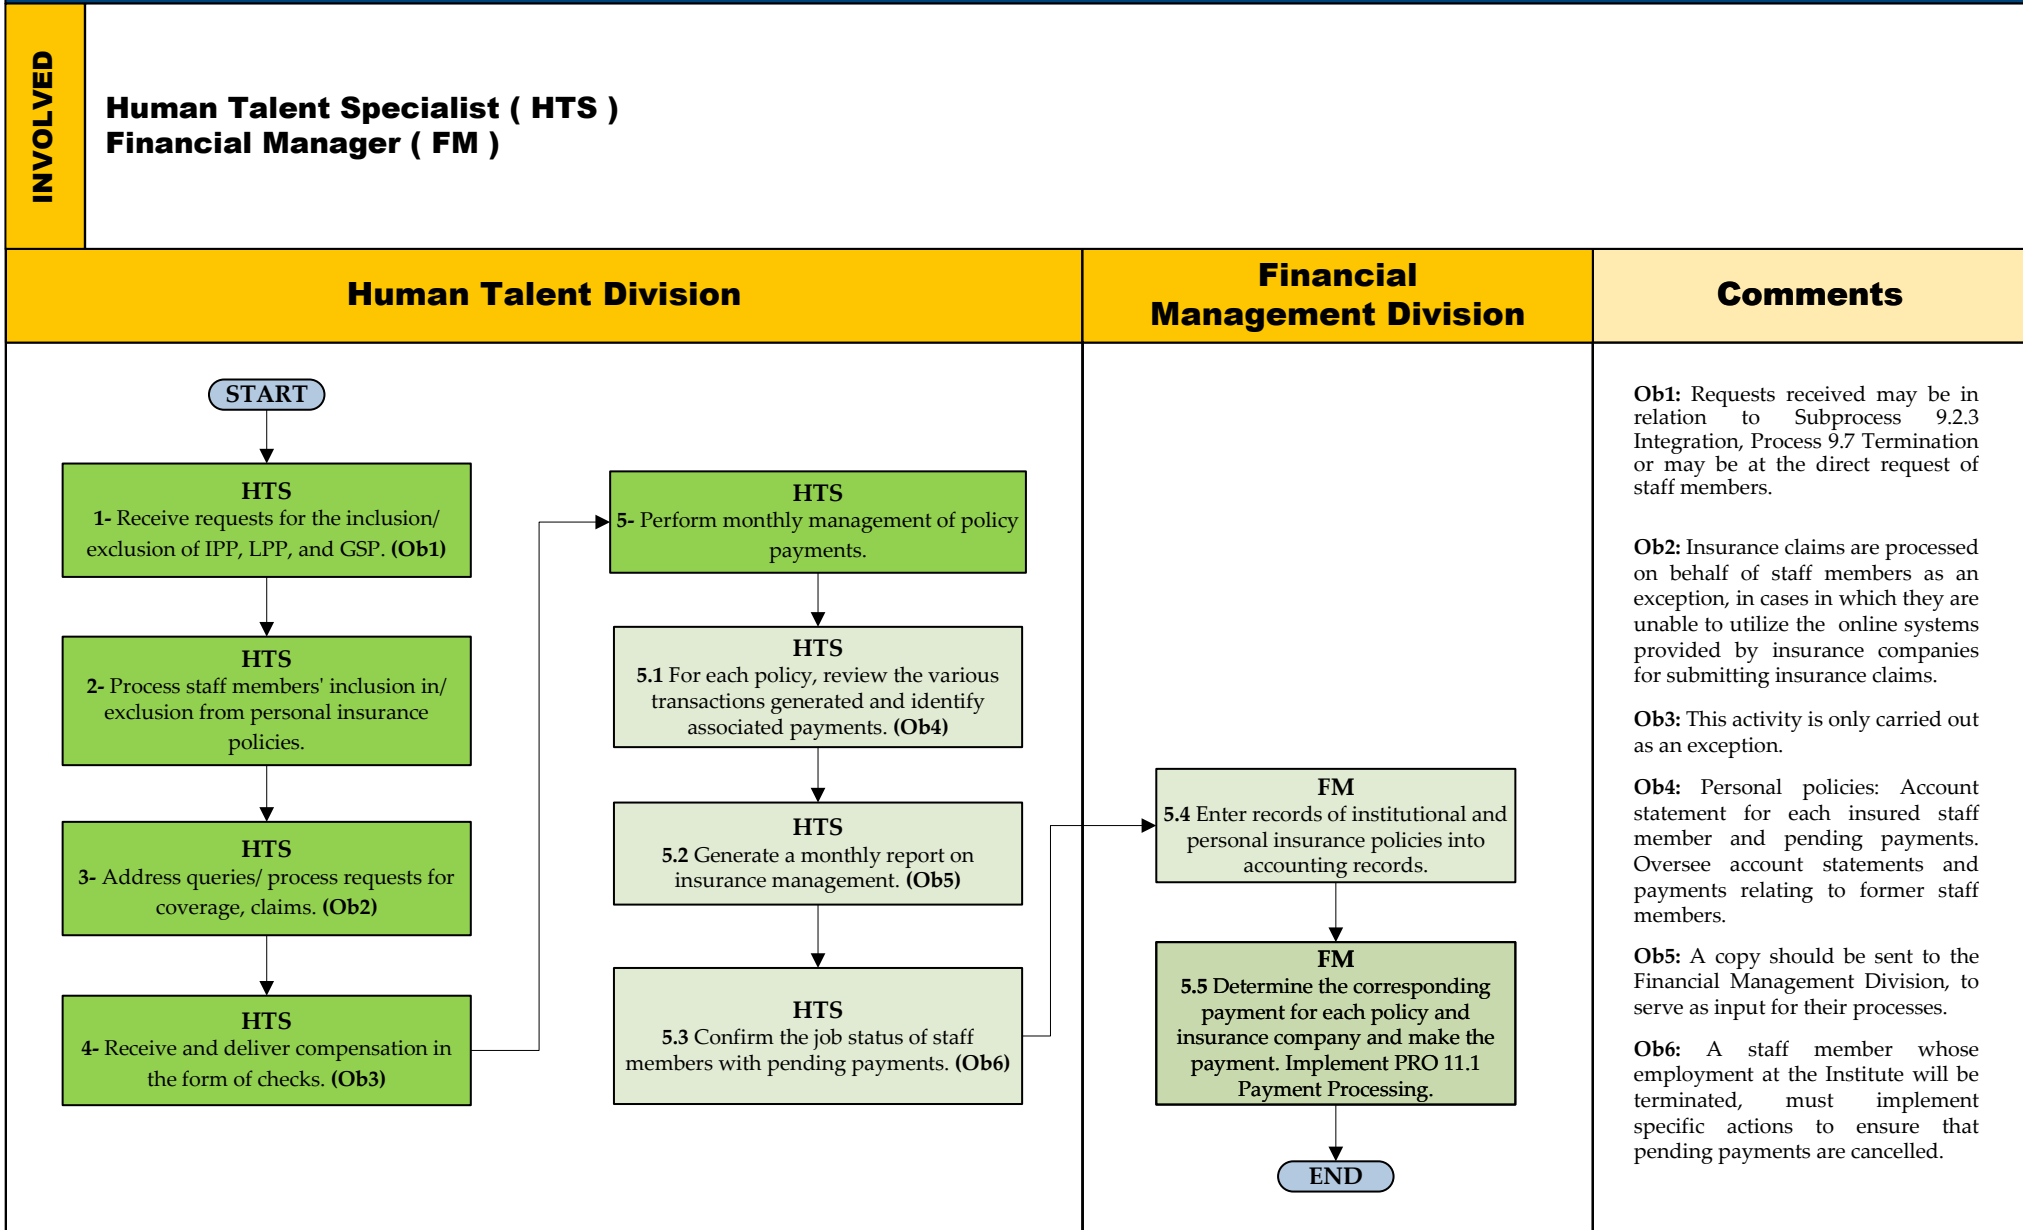 INVOLVED
Human Talent Specialist ( HTS )
Financial Manager ( FM )
Human Talent Division
Financial
Management Division
Comments
START
HTS
1- Receive requests for the inclusion/
exclusion of IPP, LPP, and GSP. (Ob1)
HTS
2- Process staff members' inclusion in/
exclusion from personal insurance
policies.
HTS
3- Address queries/ process requests for
coverage, claims. (Ob2)
HTS
4- Receive and deliver compensation in
the form of checks. (Ob3)
HTS
5- Perform monthly management of policy
payments.
HTS
5.1 For each policy, review the various
transactions generated and identify
associated payments. (Ob4)
HTS
5.2 Generate a monthly report on
insurance management. (Ob5)
HTS
5.3 Confirm the job status of staff
members with pending payments. (Ob6)
FM
5.4 Enter records of institutional and
personal insurance policies into
accounting records.
FM
5.5 Determine the corresponding
payment for each policy and
insurance company and make the
payment. Implement PRO 11.1
Payment Processing.
END
Ob1: Requests received may be in
relation to Subprocess 9.2.3
Integration, Process 9.7 Termination
or may be at the direct request of
staff members.
Ob2: Insurance claims are processed
on behalf of staff members as an
exception, in cases in which they are
unable to utilize the online systems
provided by insurance companies
for submitting insurance claims.
Ob3: This activity is only carried out
as an exception.
Ob4: Personal policies: Account
statement for each insured staff
member and pending payments.
Oversee account statements and
payments relating to former staff
members.
Ob5: A copy should be sent to the
Financial Management Division, to
serve as input for their processes.
Ob6: A staff member whose
employment at the Institute will be
terminated, must implement
specific actions to ensure that
pending payments are cancelled.